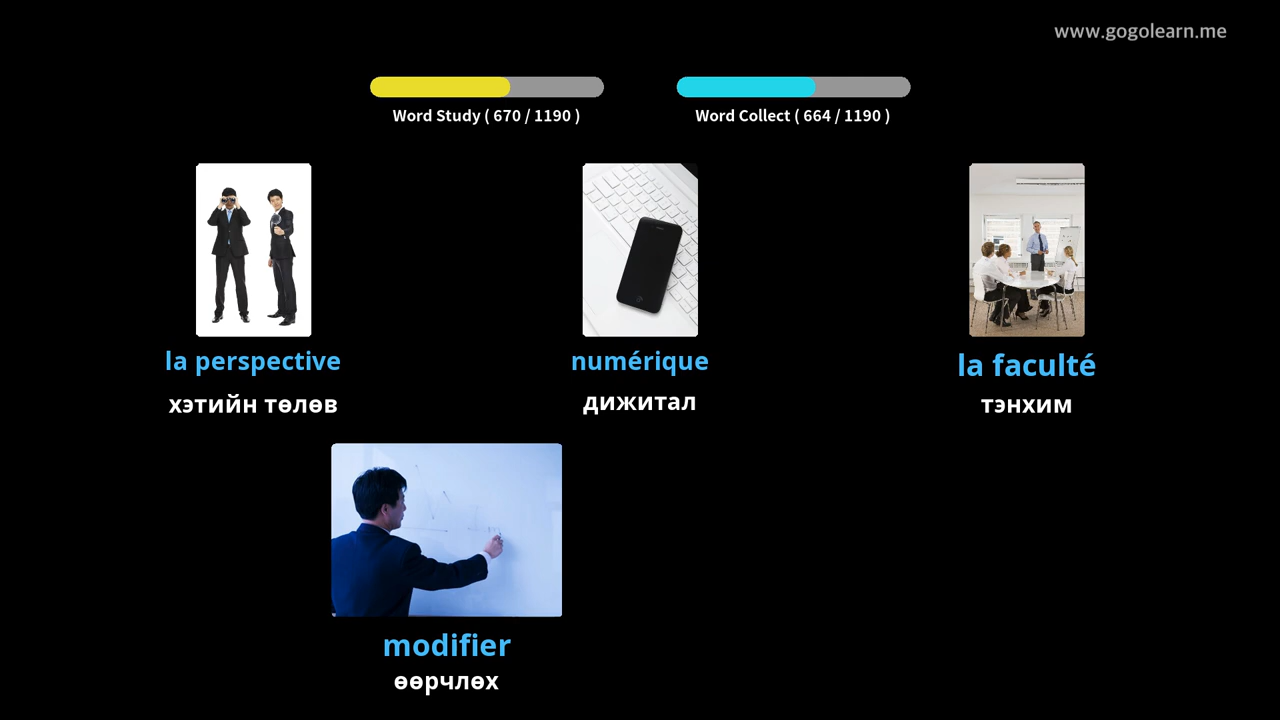 www.gogolearn.me
Word Study ( 670 / 1190 )
Word Collect ( 664 / 1190 )
la perspective
хэтийн төлөв
numérique
дижитал
la faculté
тэнхим
modifier
өөрчлөх